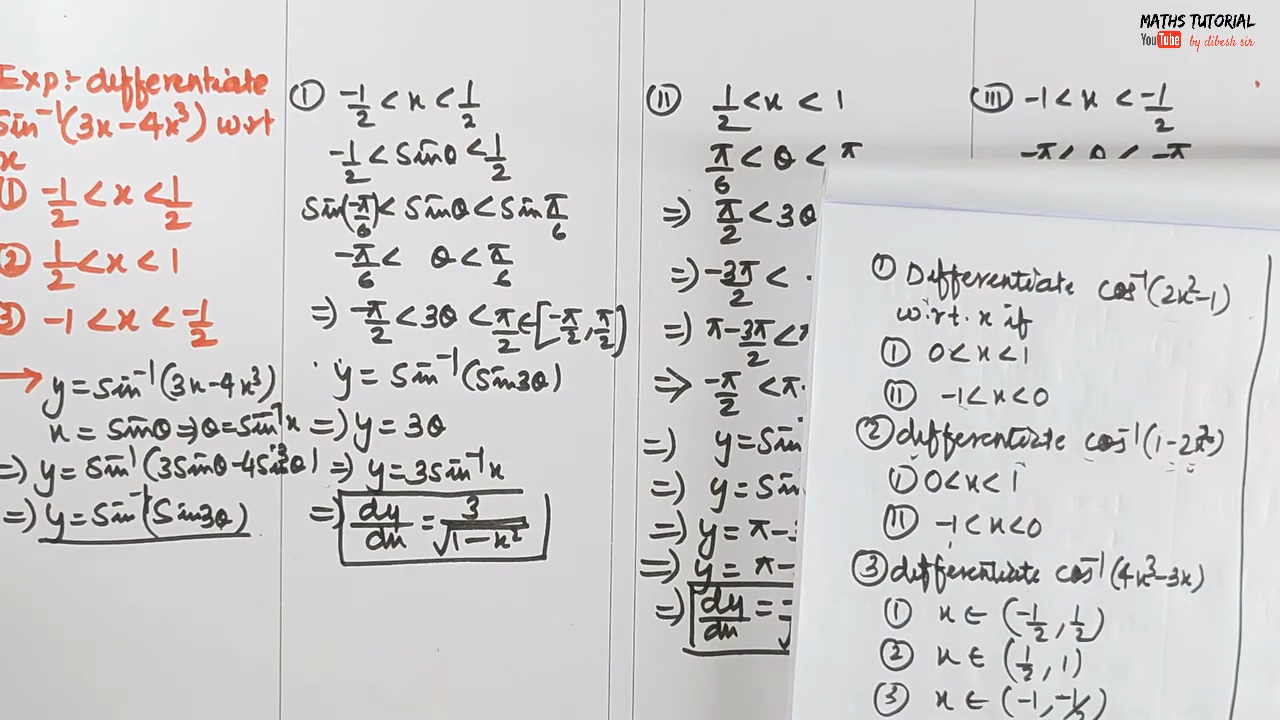 MATHS TUTORIAL
YouTube by dibesh sir
Exp:- differentiate
Sin⁻¹(3x-4x³) w.r.t
x
① -1/2 < x < 1/2
② 1/2 < x < 1
③ -1 < x < -1/2
→ y = Sin⁻¹(3x-4x³)
x = Sinθ ⇒ θ = Sin⁻¹x
⇒ y = Sin⁻¹(3Sinθ-4Sin³θ)
⇒ y = Sin⁻¹(Sin3θ)
Ⓘ -1/2 < x < 1/2
-1/2 < Sinθ < 1/2
Sin(-π/6) < Sinθ < Sin π/6
-π/6 < θ < π/6
⇒ -π/2 < 3θ < π/2 ∈ [-π/2, π/2]
y = Sin⁻¹(Sin3θ)
⇒ y = 3θ
⇒ y = 3Sin⁻¹x
⇒ dy/dx = 3/√(1-x²)
Ⓘ︎Ⓘ 1/2 < x < 1
π/6 < θ < π
⇒ π/2 < 3θ
⇒ -3π/2 <
⇒ π - 3π/2 <
⇒ -π/2 < π-
⇒ y = Sin
⇒ y = Sin
⇒ y = π - 3
⇒ y = π -
⇒ dy/dx = -
(III) -1 < x < -1/2
-π < θ < -π
① Differentiate cos⁻¹(2x²-1)
w.r.t. x if
Ⓘ 0 < x < 1
(II) -1 < x < 0
② differentiate cos⁻¹(1-2x²)
Ⓘ 0 < x < 1
(II) -1 < x < 0
③ differentiate cos⁻¹(4x³-3x)
① x ∈ (-1/2, 1/2)
② x ∈ (1/2, 1)
③ x ∈ (-1, -1/2)